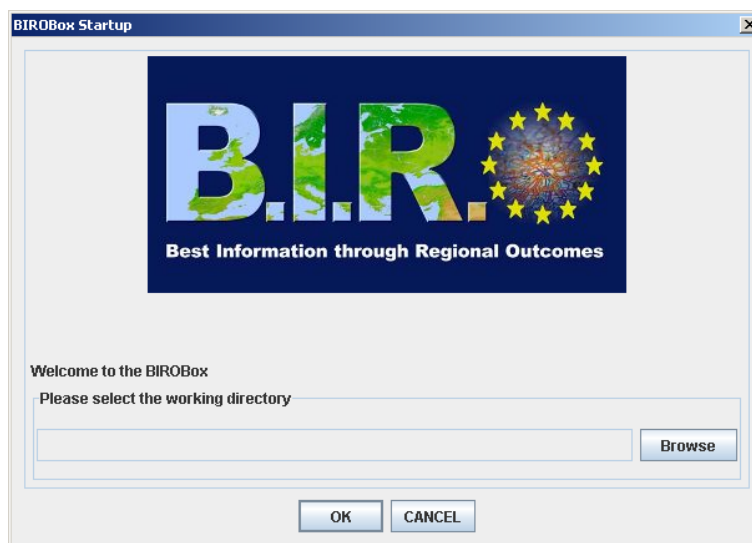 BIROBox Startup
B.I.R.O
Best Information through Regional Outcomes
Welcome to the BIROBox
Please select the working directory
Browse
OK
CANCEL